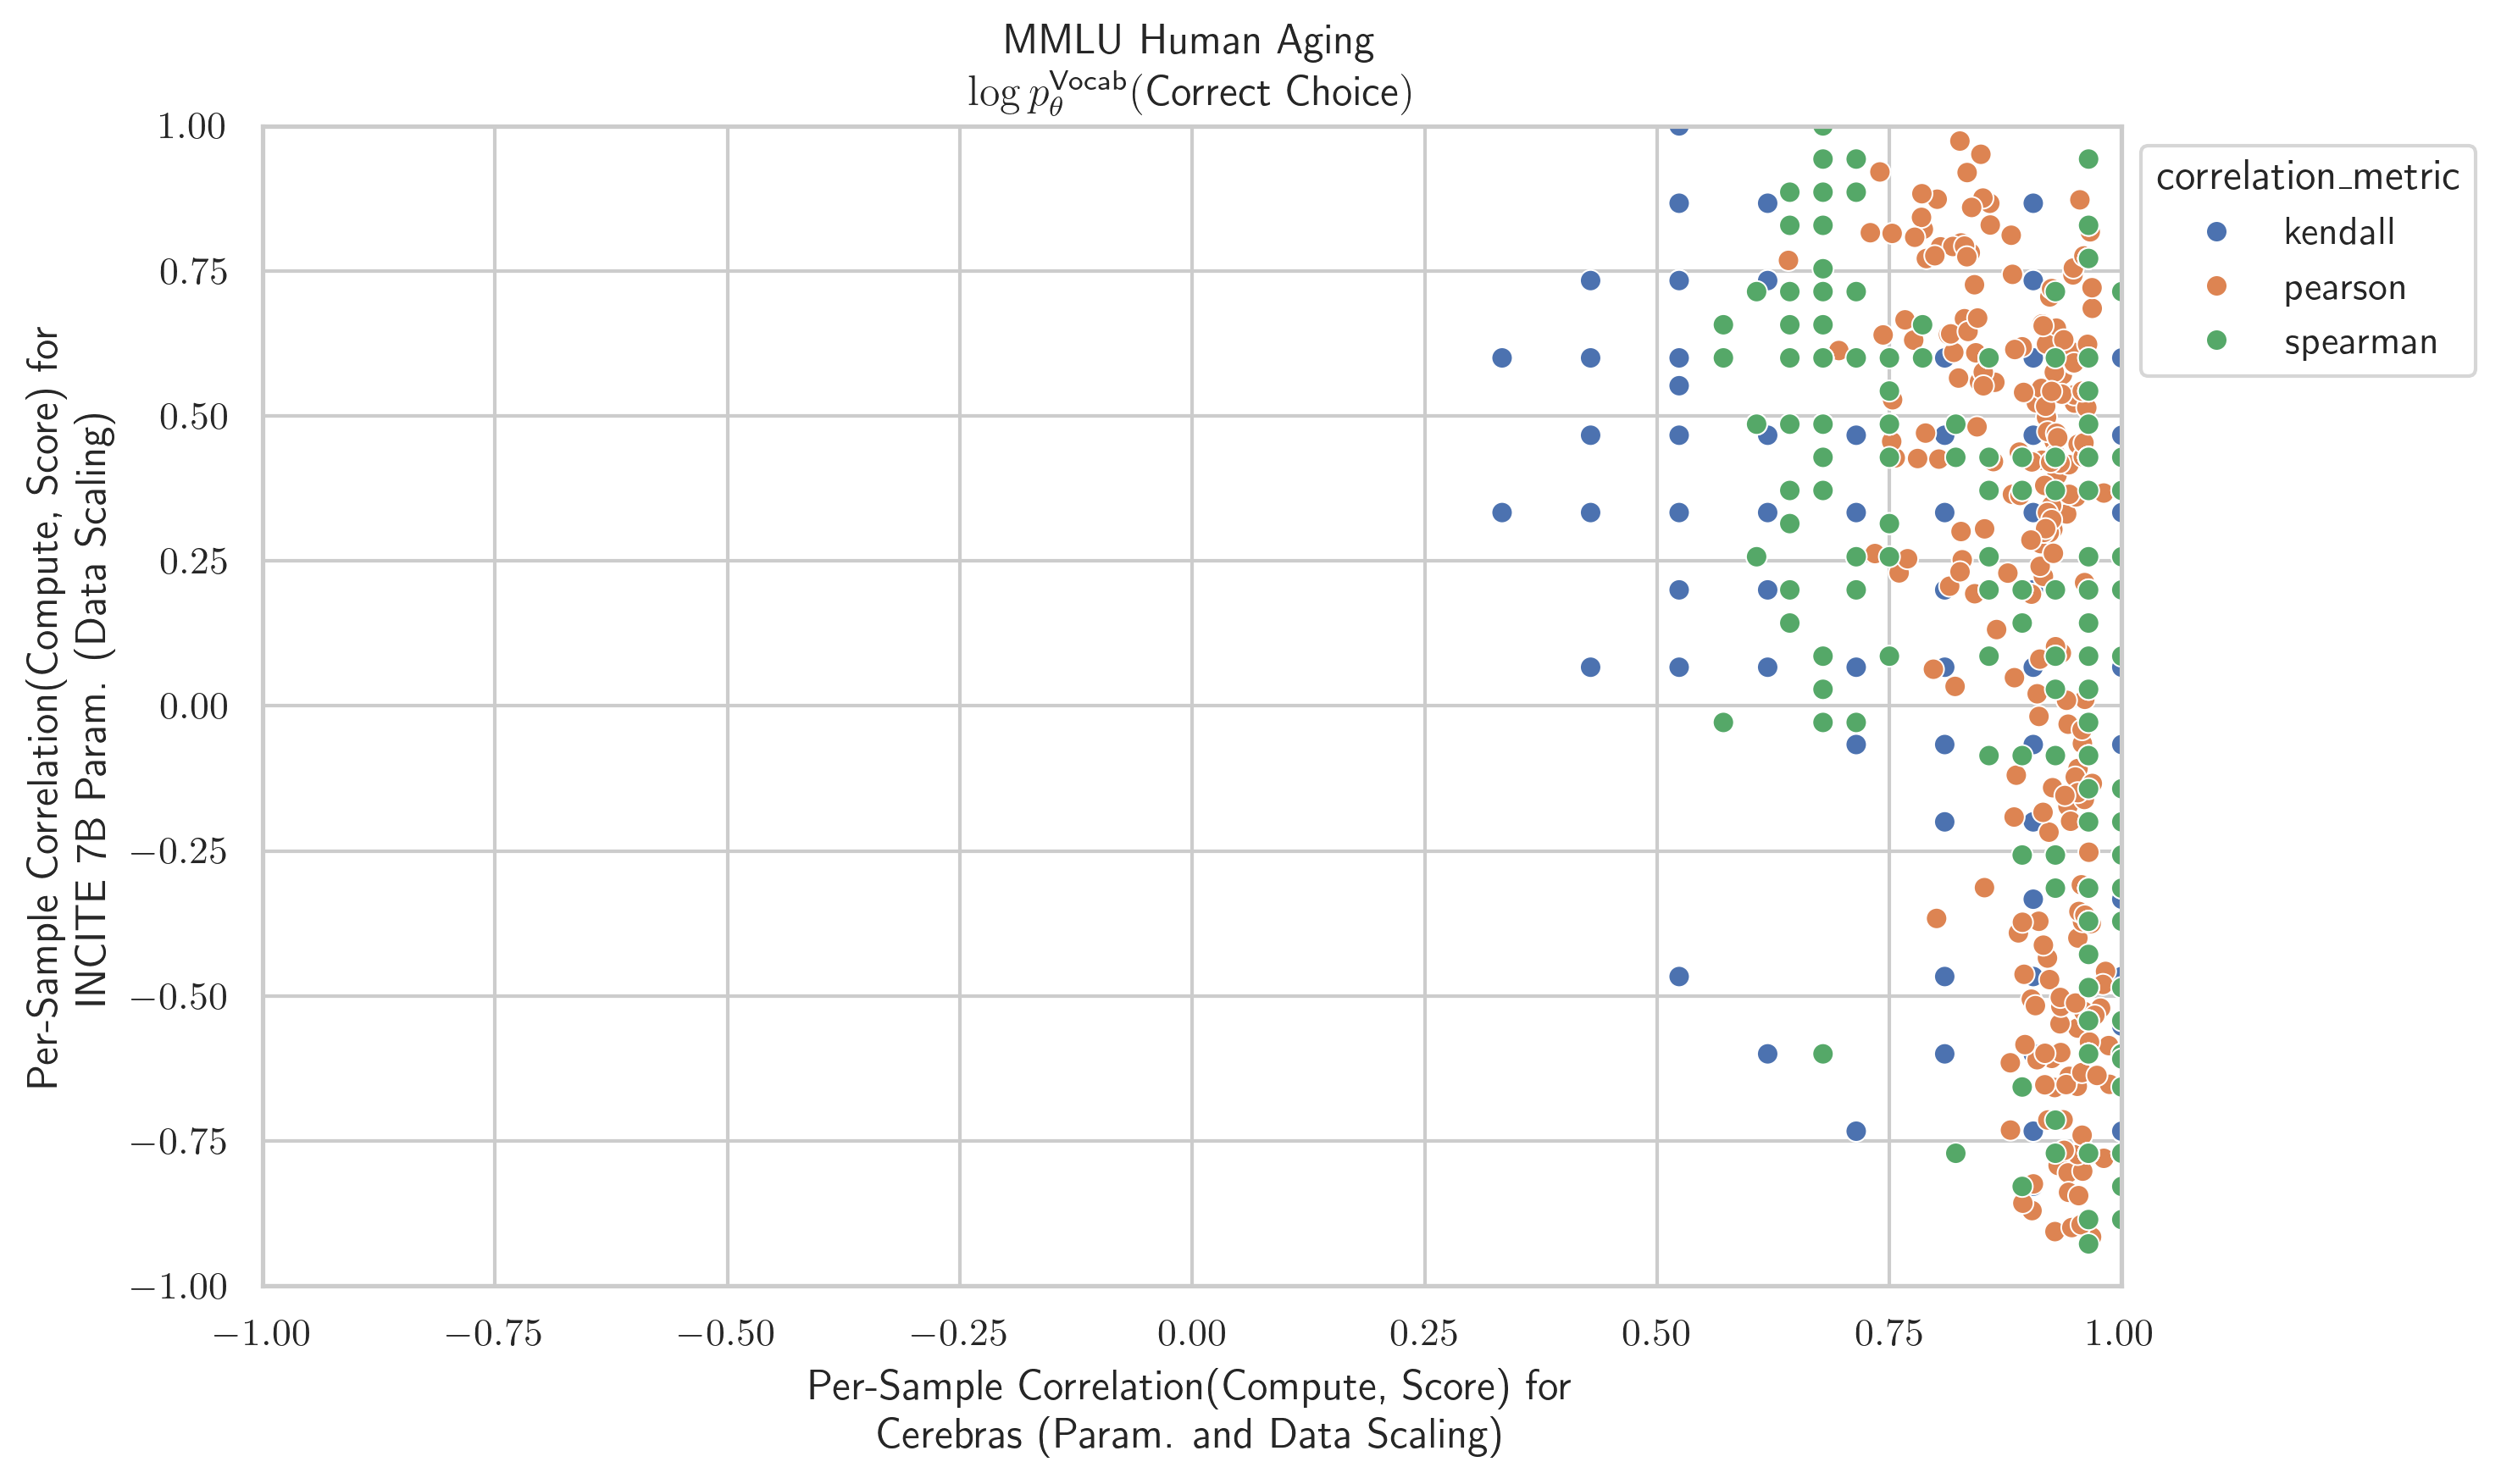 MMLU Human Aging
log p_θ^Vocab(Correct Choice)
Per-Sample Correlation(Compute, Score) for
INCITE 7B Param. (Data Scaling)
1.00
0.75
0.50
0.25
0.00
−0.25
−0.50
−0.75
−1.00
−1.00 −0.75 −0.50 −0.25 0.00 0.25 0.50 0.75 1.00
Per-Sample Correlation(Compute, Score) for
Cerebras (Param. and Data Scaling)
correlation_metric
kendall
pearson
spearman